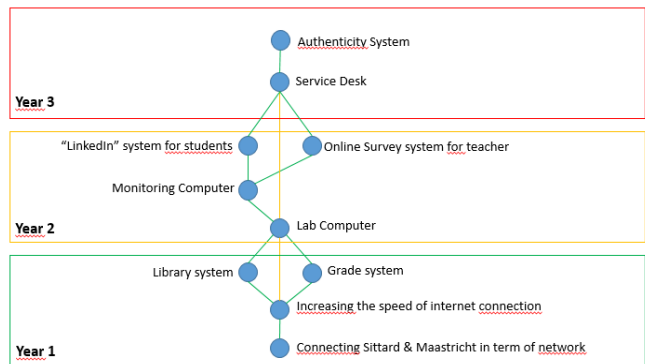 Authenticity System
Service Desk
Year 3
“LinkedIn” system for students
Online Survey system for teacher
Monitoring Computer
Lab Computer
Year 2
Library system
Grade system
Increasing the speed of internet connection
Connecting Sittard & Maastricht in term of network
Year 1